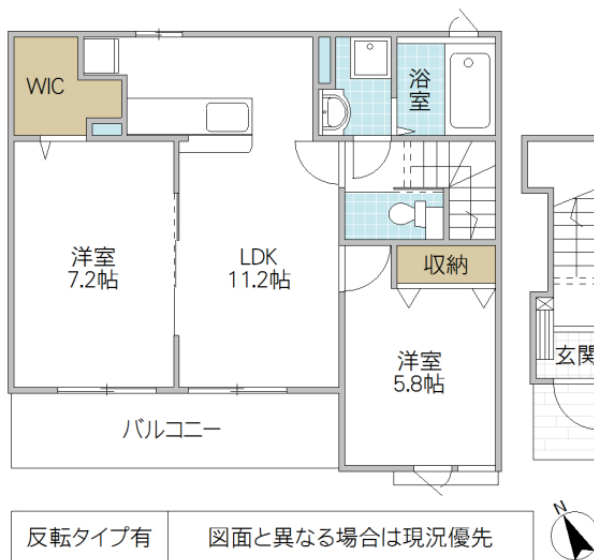 WIC
浴室
洋室
7.2帖
LDK
11.2帖
収納
洋室
5.8帖
玄関
バルコニー
反転タイプ有
図面と異なる場合は現況優先
N